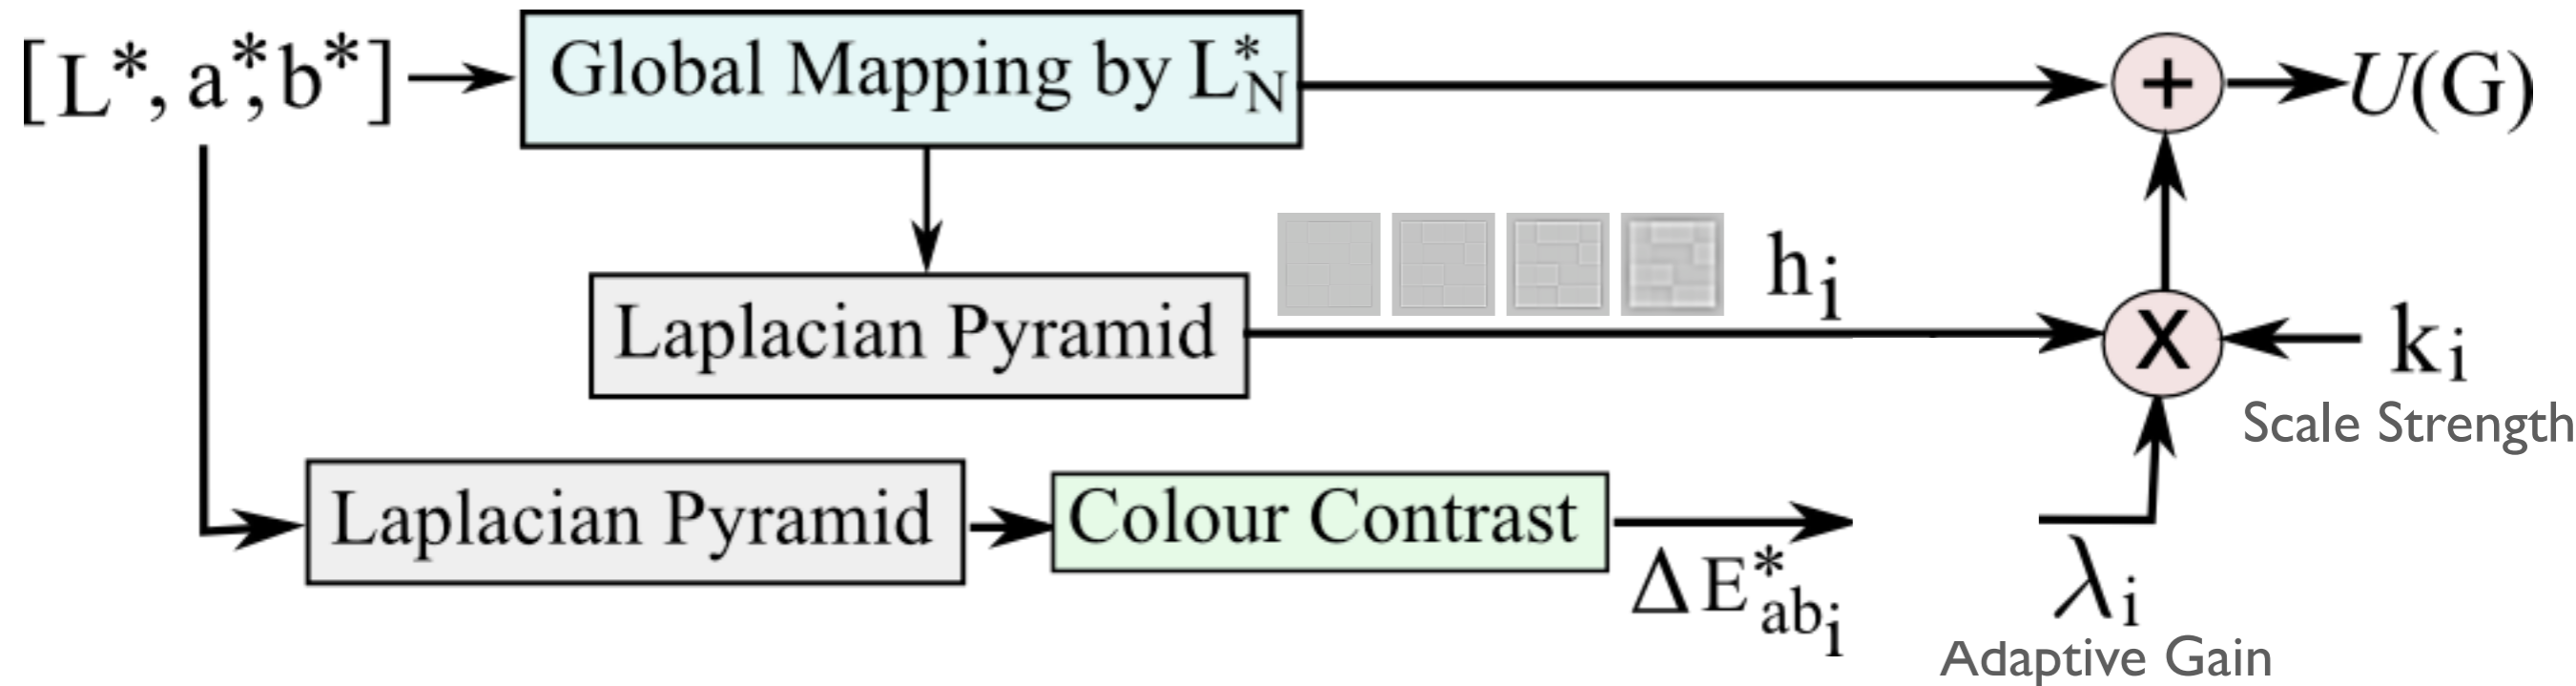 [L*, a*,b*]
Global Mapping by L*N
+
U(G)
hi
Laplacian Pyramid
X
ki
Scale Strength
Laplacian Pyramid
Colour Contrast
ΔE*abi
λi
Adaptive Gain